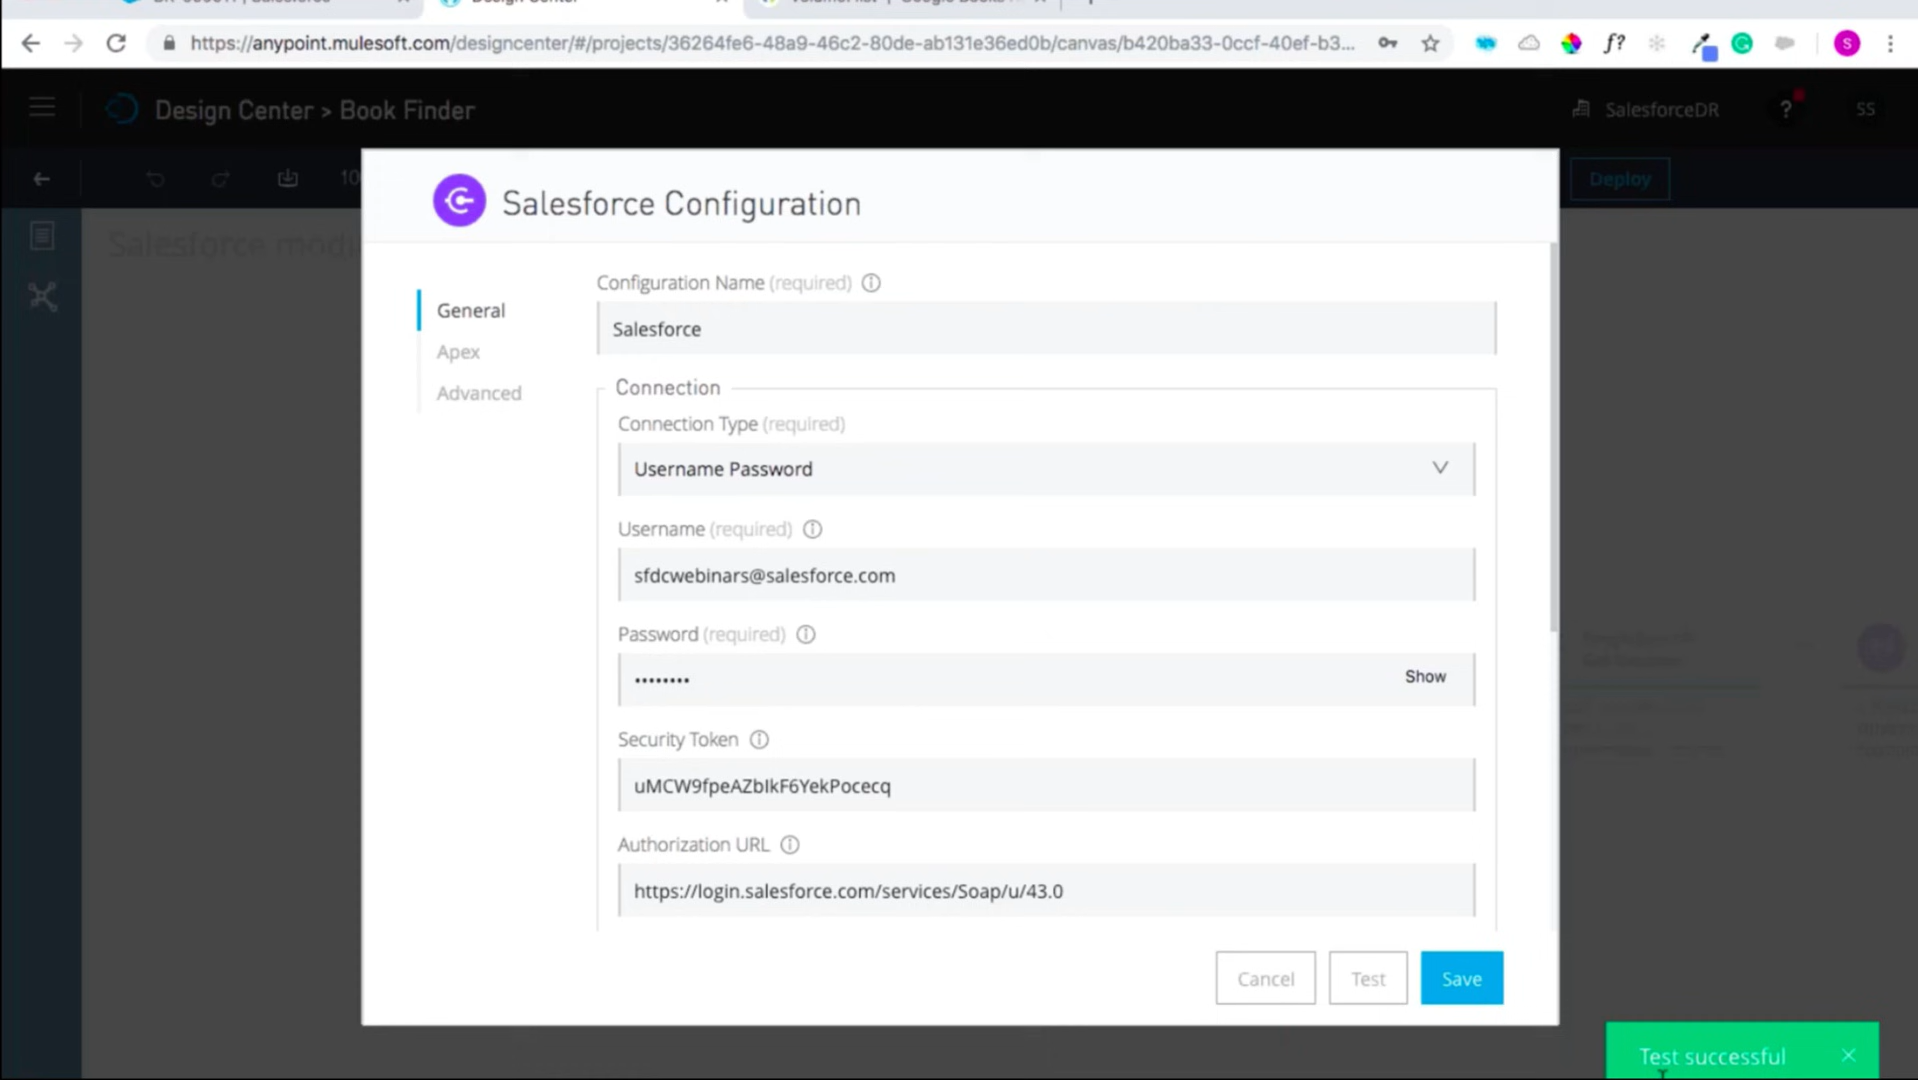 https://anypoint.mulesoft.com/designcenter/#/projects/36264fe6-48a9-46c2-80de-ab131e36ed0b/canvas/b420ba33-0ccf-40ef-b3...
f?
S
Design Center > Book Finder
SalesforceDR
?
SS
10
Deploy
Salesforce
Salesforce Configuration
General
Apex
Advanced
Configuration Name (required)
Salesforce
Connection
Connection Type (required)
Username Password
Username (required)
sfdcwebinars@salesforce.com
Password (required)
••••••••
Show
Security Token
uMCW9fpeAZbIkF6YekPocecq
Authorization URL
https://login.salesforce.com/services/Soap/u/43.0
Cancel
Test
Save
Test successful